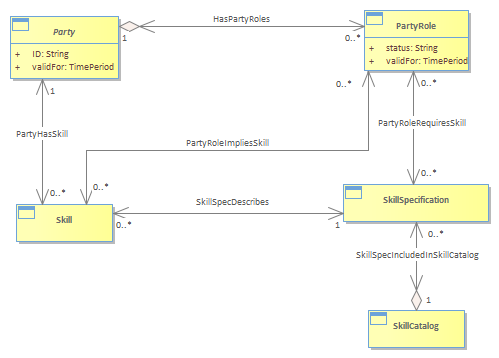 HasPartyRoles
Party
PartyRole
1
0..*
+ ID: String
+ validFor: TimePeriod
+ status: String
+ validFor: TimePeriod
1
0..*
0..*
PartyHasSkill
PartyRoleRequiresSkill
PartyRoleImpliesSkill
0..*
0..*
0..*
SkillSpecDescribes
SkillSpecification
Skill
0..*
1
0..*
SkillSpecIncludedInSkillCatalog
1
SkillCatalog